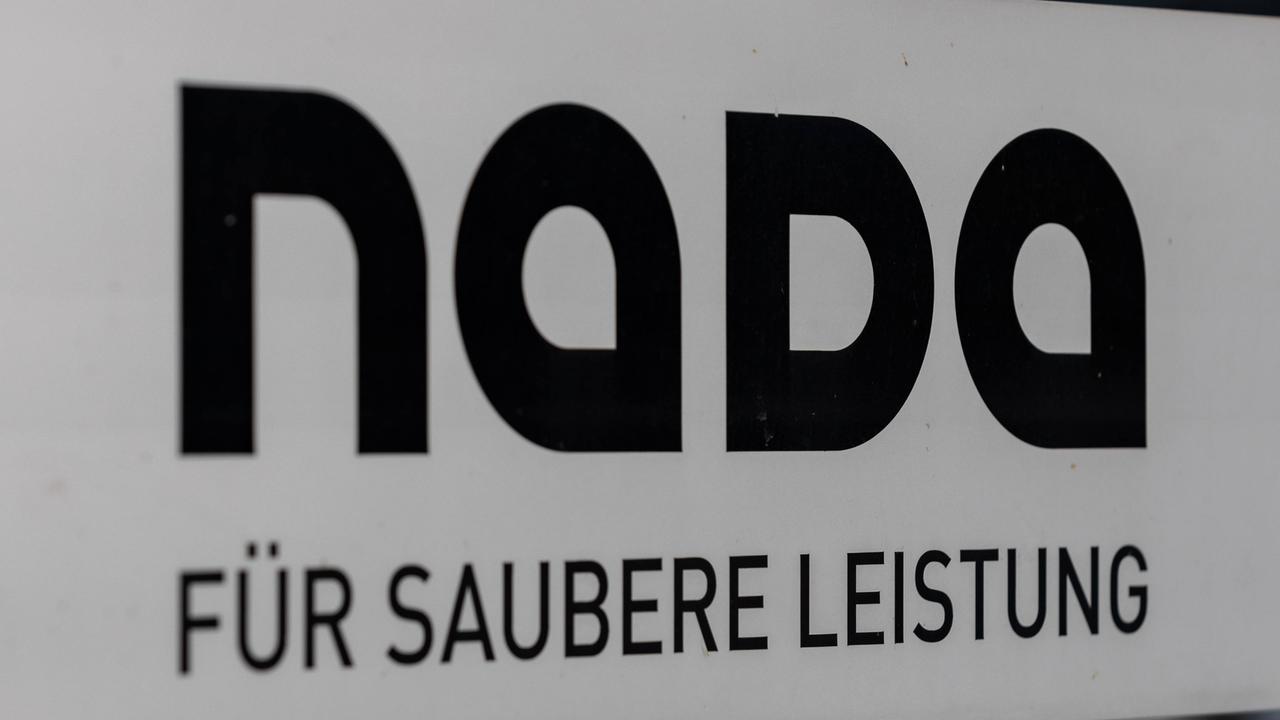 NADA
FÜR SAUBERE LEISTUNG